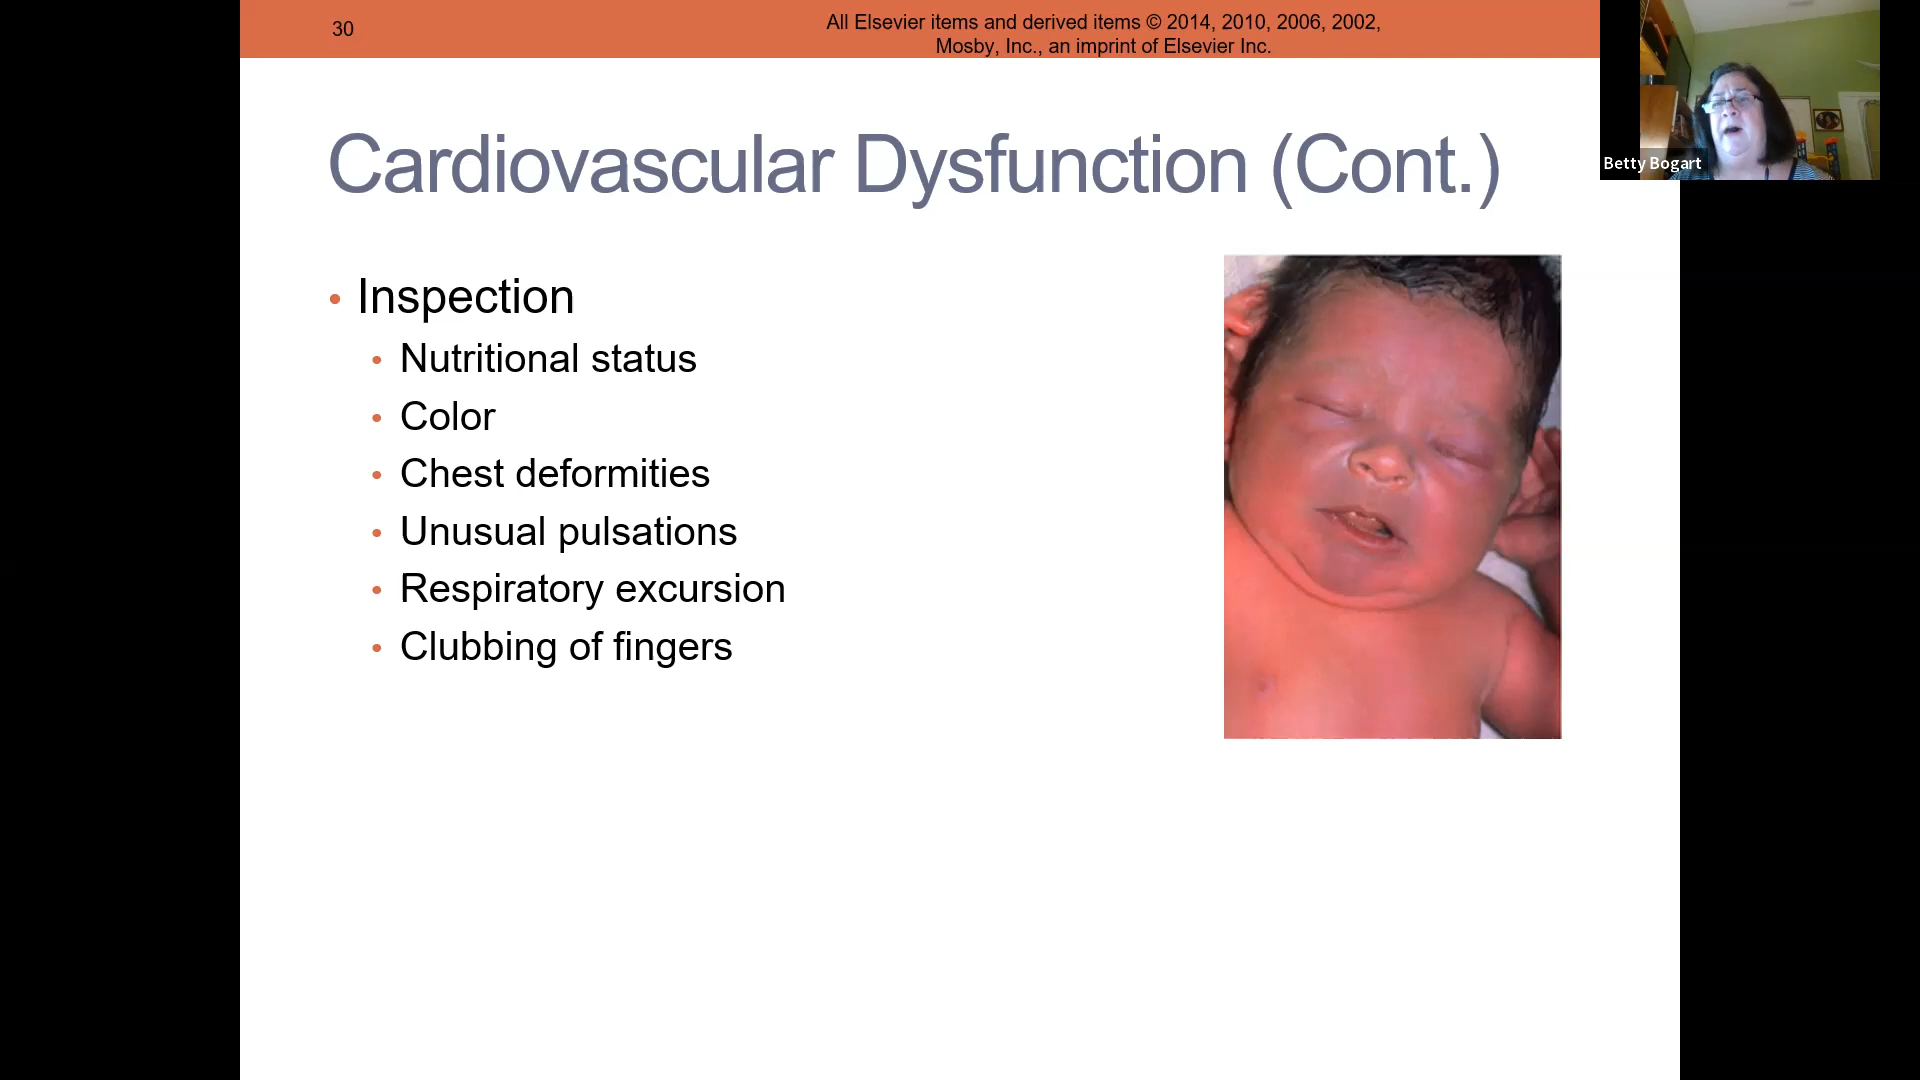 30
All Elsevier items and derived items © 2014, 2010, 2006, 2002,
Mosby, Inc., an imprint of Elsevier Inc.
Betty Bogart
Cardiovascular Dysfunction (Cont.)
• Inspection
• Nutritional status
• Color
• Chest deformities
• Unusual pulsations
• Respiratory excursion
• Clubbing of fingers